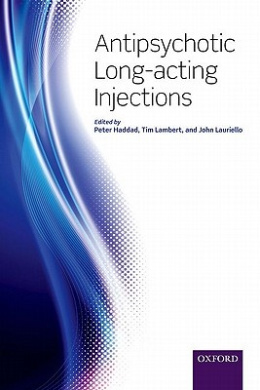 Antipsychotic
Long-acting
Injections
Edited by
Peter Haddad, Tim Lambert, and John Lauriello
OXFORD